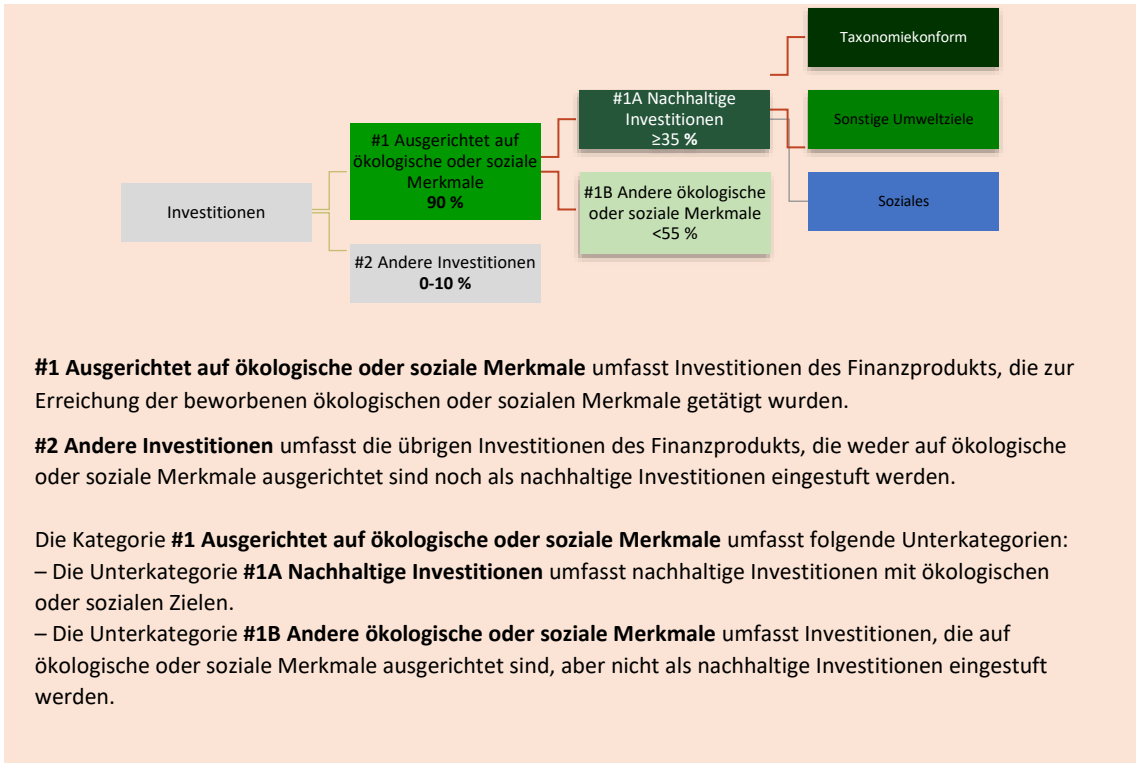 Investitionen
#1 Ausgerichtet auf
ökologische oder soziale
Merkmale
90 %
#2 Andere Investitionen
0-10 %
#1A Nachhaltige
Investitionen
≥35 %
#1B Andere ökologische
oder soziale Merkmale
<55 %
Taxonomiekonform
Sonstige Umweltziele
Soziales
#1 Ausgerichtet auf ökologische oder soziale Merkmale umfasst Investitionen des Finanzprodukts, die zur
Erreichung der beworbenen ökologischen oder sozialen Merkmale getätigt wurden.
#2 Andere Investitionen umfasst die übrigen Investitionen des Finanzprodukts, die weder auf ökologische
oder soziale Merkmale ausgerichtet sind noch als nachhaltige Investitionen eingestuft werden.
Die Kategorie #1 Ausgerichtet auf ökologische oder soziale Merkmale umfasst folgende Unterkategorien:
– Die Unterkategorie #1A Nachhaltige Investitionen umfasst nachhaltige Investitionen mit ökologischen
oder sozialen Zielen.
– Die Unterkategorie #1B Andere ökologische oder soziale Merkmale umfasst Investitionen, die auf
ökologische oder soziale Merkmale ausgerichtet sind, aber nicht als nachhaltige Investitionen eingestuft
werden.